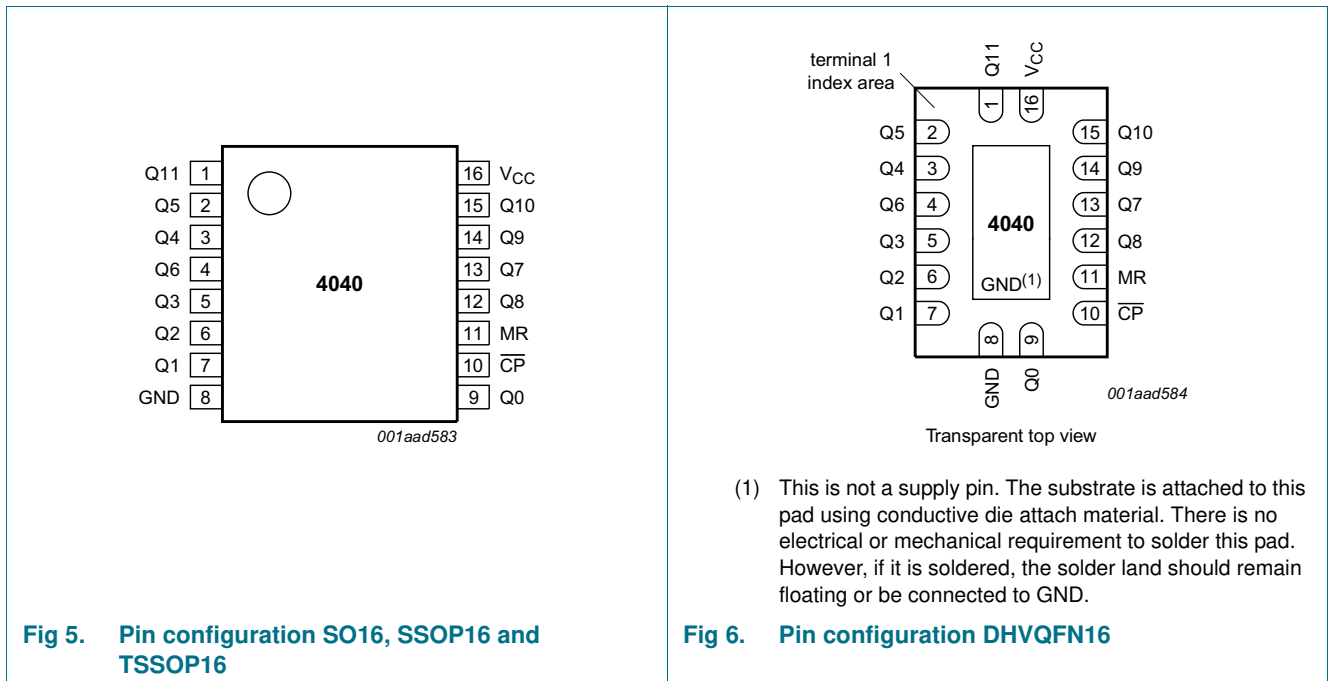 Q11 1
Q5 2
Q4 3
Q6 4
Q3 5
Q2 6
Q1 7
GND 8
4040
16 VCC
15 Q10
14 Q9
13 Q7
12 Q8
11 MR
10 CP
9 Q0
001aad583
Fig 5. Pin configuration SO16, SSOP16 and
TSSOP16
terminal 1
index area
Q11
VCC
1
16
Q5 2
Q4 3
Q6 4
Q3 5
Q2 6
Q1 7
4040
GND(1)
15 Q10
14 Q9
13 Q7
12 Q8
11 MR
10 CP
8
9
GND
Q0
001aad584
Transparent top view
(1) This is not a supply pin. The substrate is attached to this
pad using conductive die attach material. There is no
electrical or mechanical requirement to solder this pad.
However, if it is soldered, the solder land should remain
floating or be connected to GND.
Fig 6. Pin configuration DHVQFN16